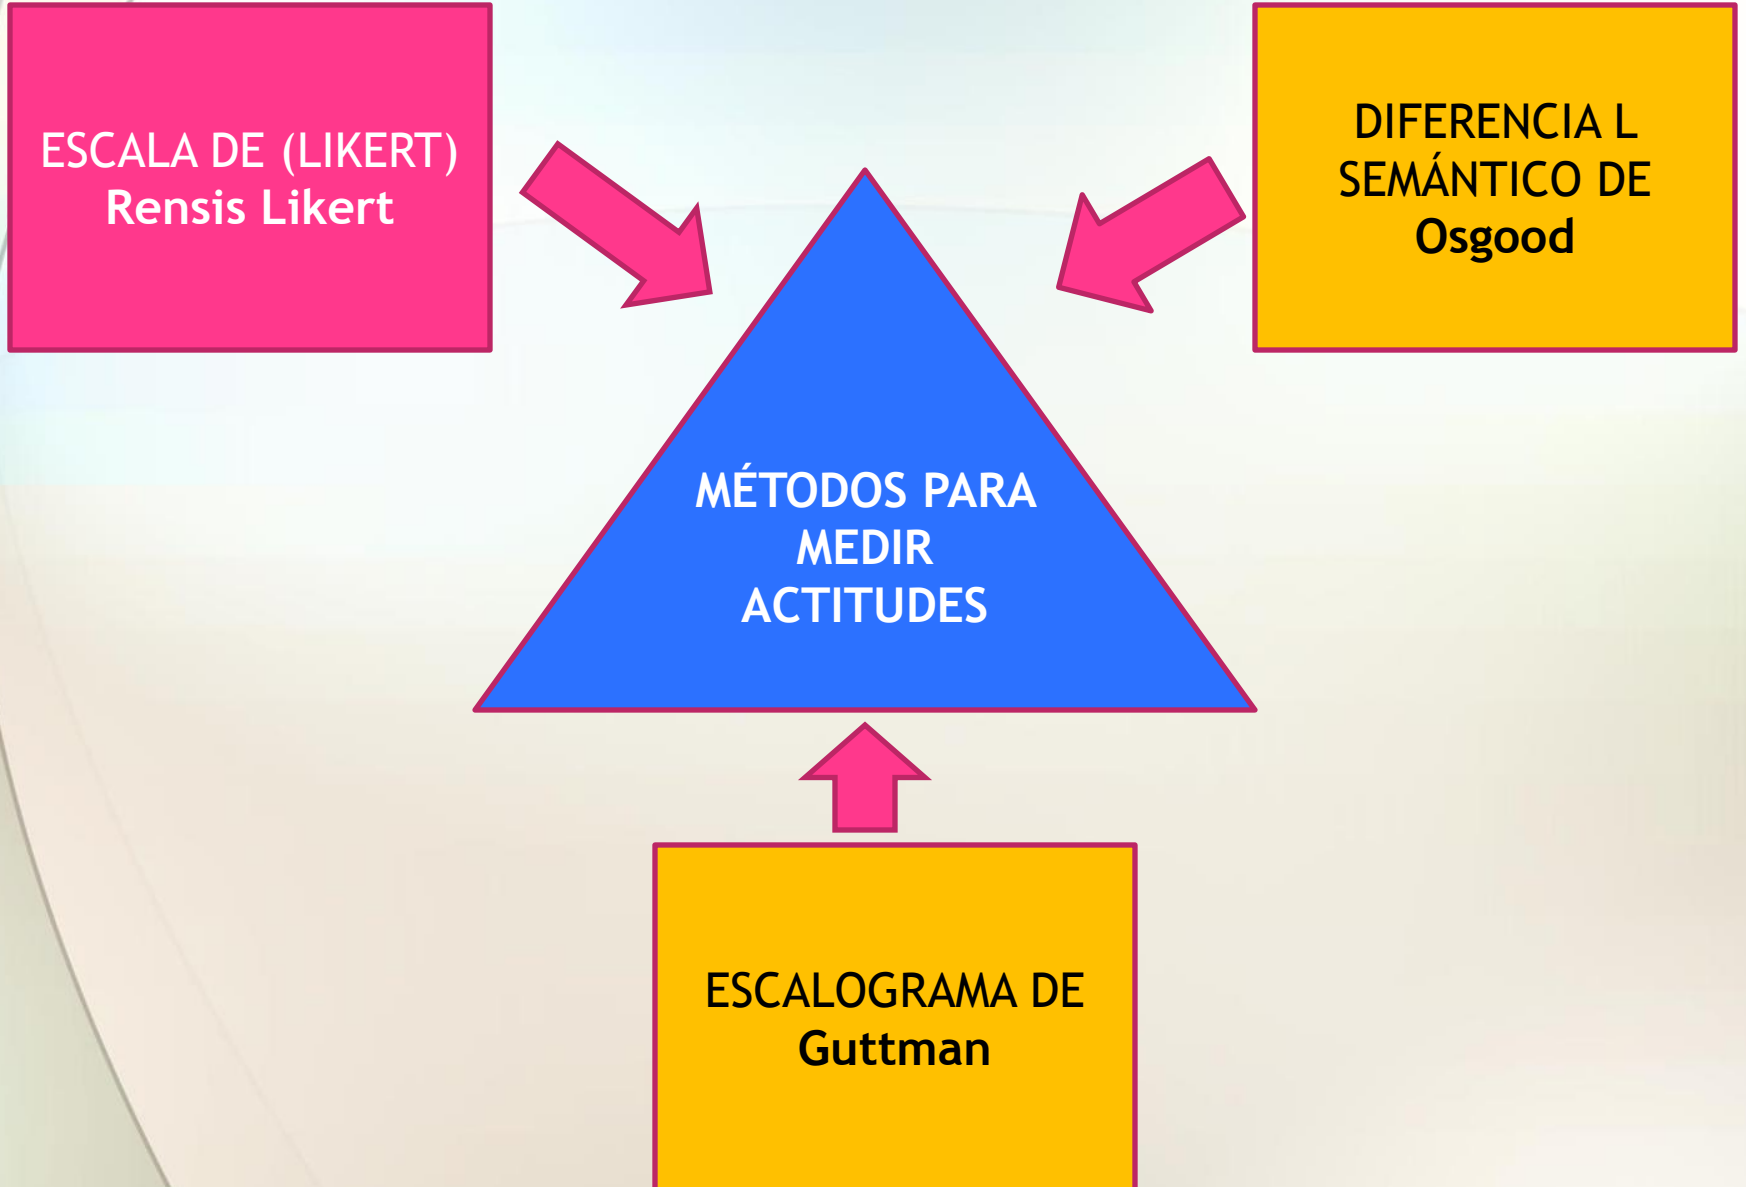 ESCALA DE (LIKERT)
Rensis Likert
DIFERENCIA L
SEMÁNTICO DE
Osgood
MÉTODOS PARA
MEDIR
ACTITUDES
ESCALOGRAMA DE
Guttman